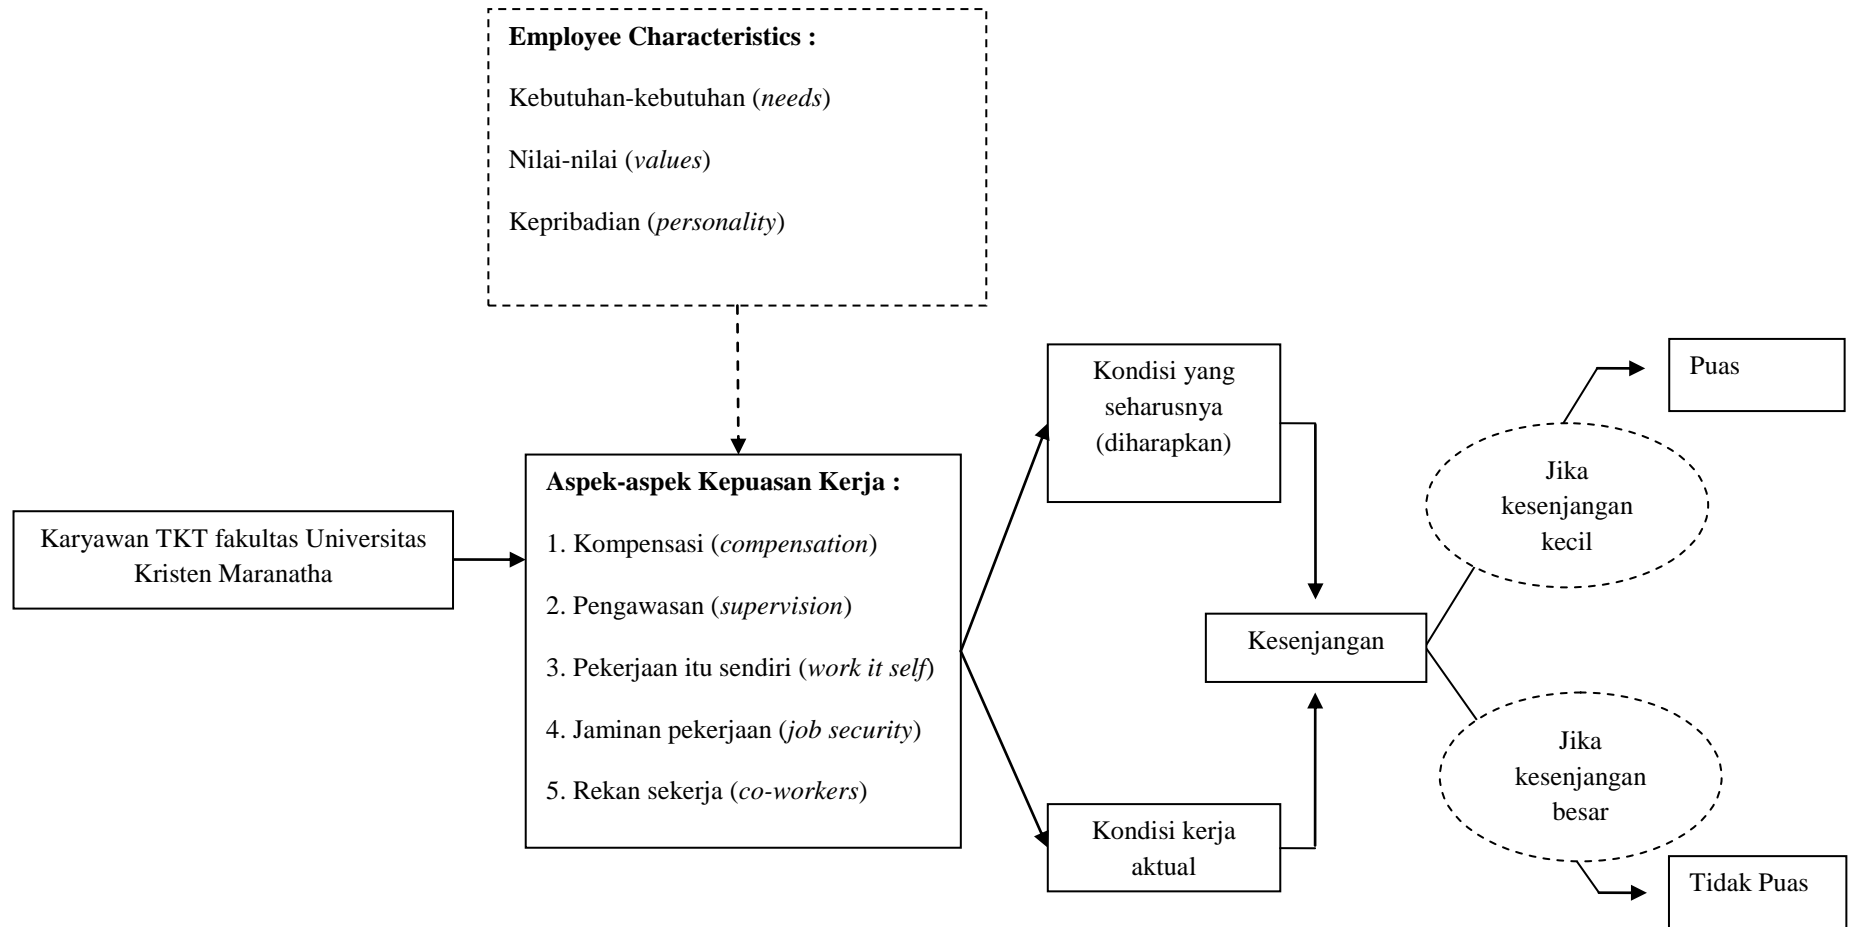 Employee Characteristics :
Kebutuhan-kebutuhan (needs)
Nilai-nilai (values)
Kepribadian (personality)
Karyawan TKT fakultas Universitas
Kristen Maranatha
Aspek-aspek Kepuasan Kerja :
1. Kompensasi (compensation)
2. Pengawasan (supervision)
3. Pekerjaan itu sendiri (work it self)
4. Jaminan pekerjaan (job security)
5. Rekan sekerja (co-workers)
Kondisi yang
seharusnya
(diharapkan)
Kondisi kerja
aktual
Kesenjangan
Jika
kesenjangan
kecil
Puas
Jika
kesenjangan
besar
Tidak Puas